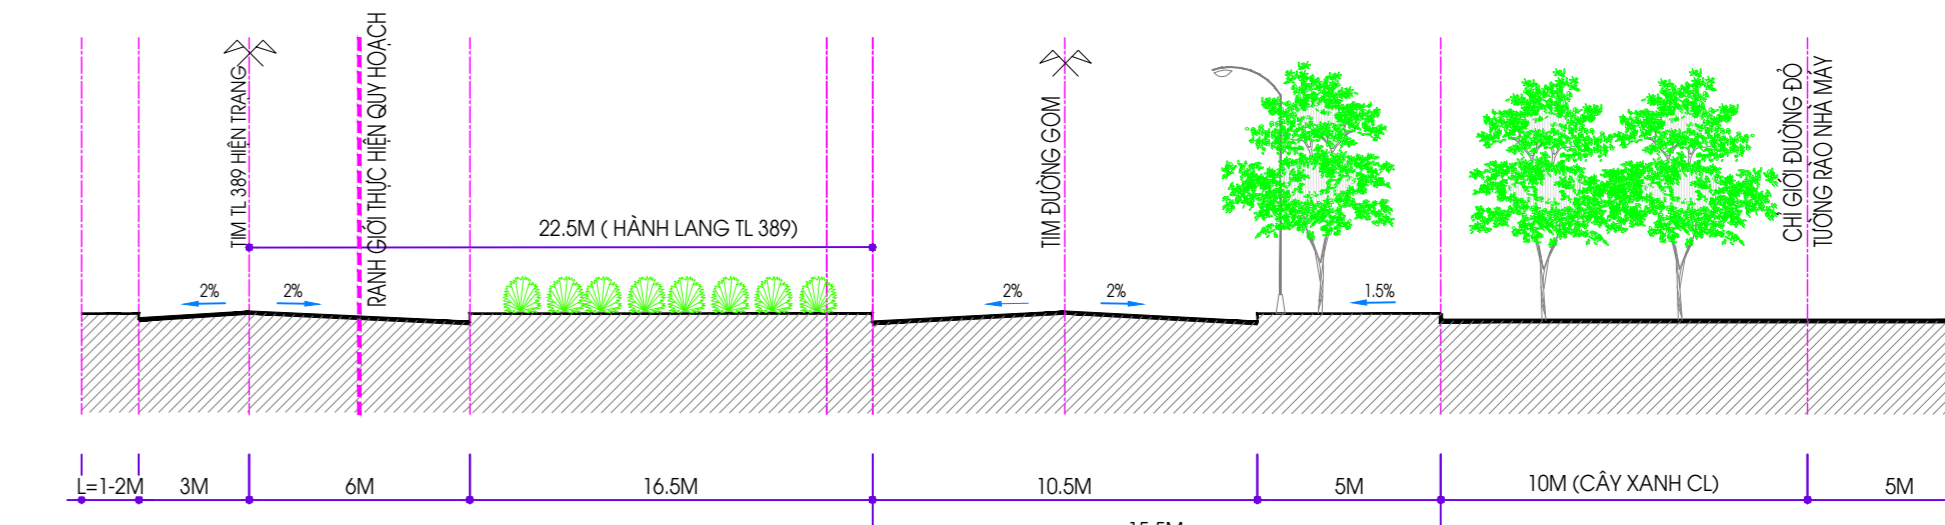 TIM TL 389 HIỆN TRẠNG
RANH GIỚI THỰC HIỆN QUY HOẠCH
22.5M ( HÀNH LANG TL 389)
TIM ĐƯỜNG GOM
CHỈ GIỚI ĐƯỜNG ĐỎ
TƯỜNG RÀO NHÀ MÁY
2%
2%
2%
2%
1.5%
L=1-2M
3M
6M
16.5M
10.5M
5M
10M (CÂY XANH CL)
5M
15.5M